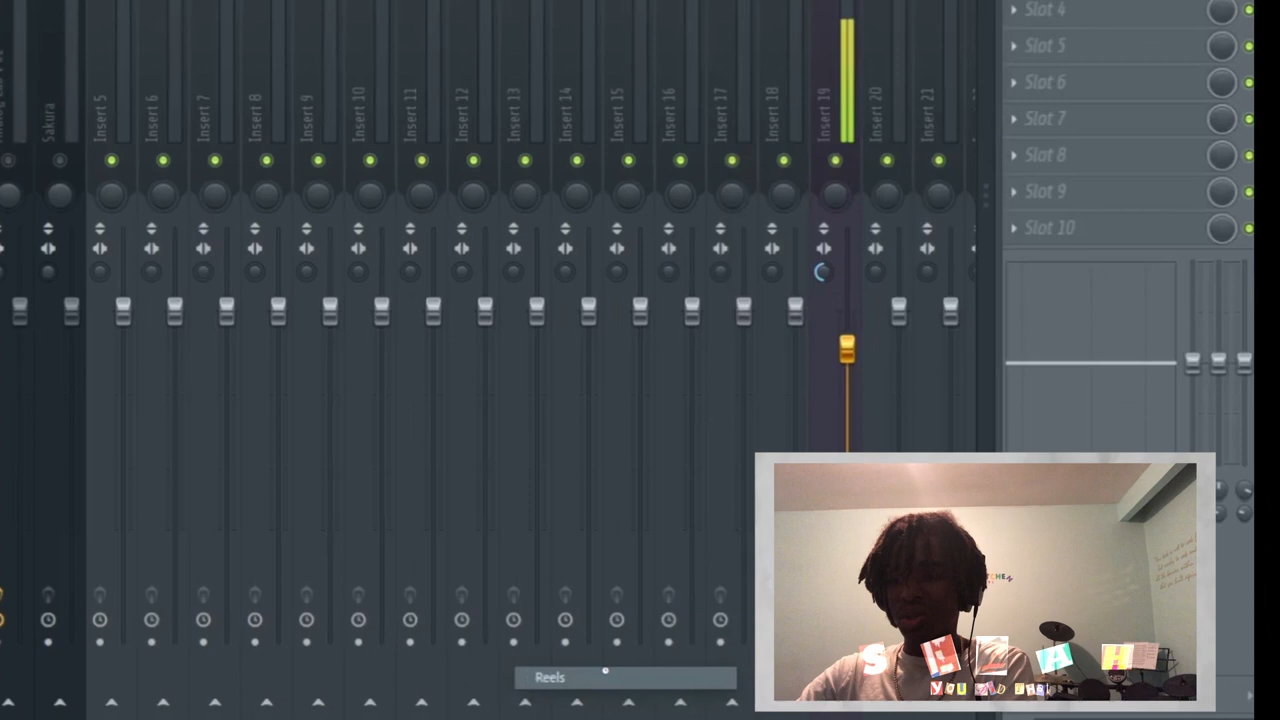 Sakura
Insert 5
Insert 6
Insert 7
Insert 8
Insert 9
Insert 10
Insert 11
Insert 12
Insert 13
Insert 14
Insert 15
Insert 16
Insert 17
Insert 18
Insert 19
Insert 20
Insert 21
Slot 4
Slot 5
Slot 6
Slot 7
Slot 8
Slot 9
Slot 10
Reels